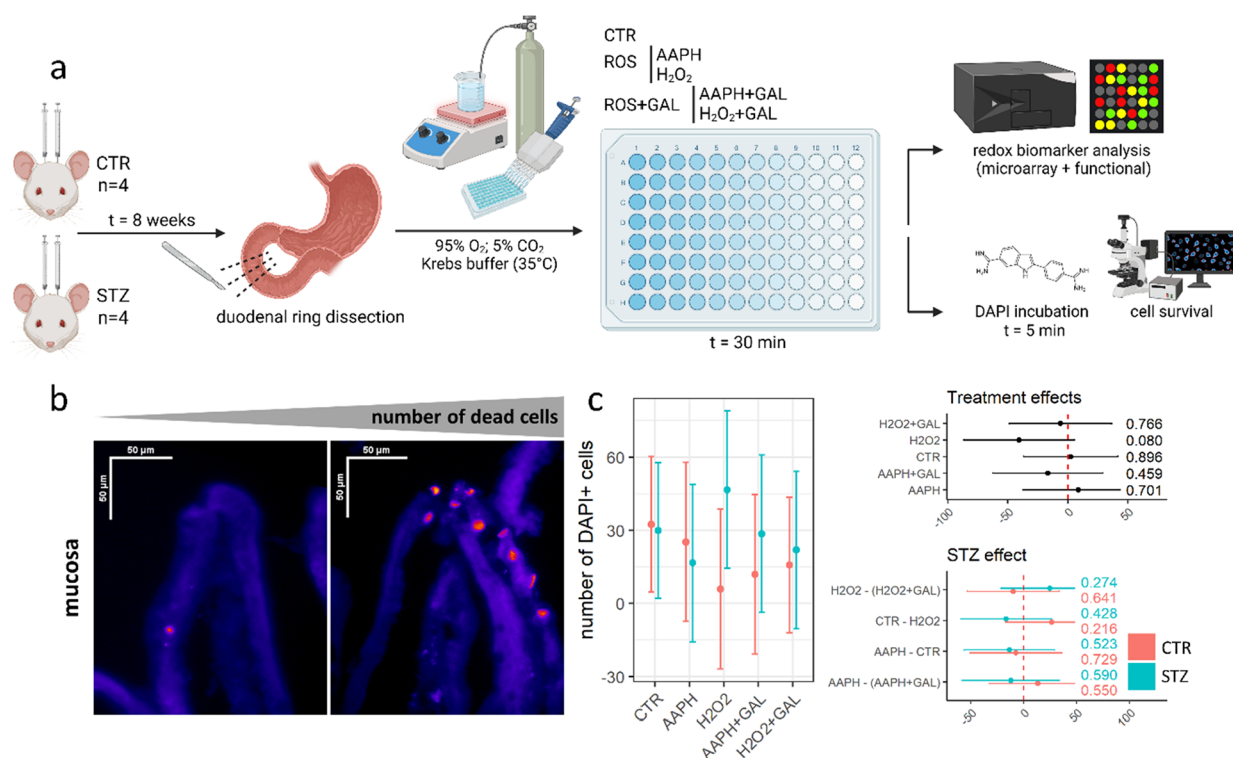 a
CTR
n=4
STZ
n=4
t = 8 weeks
duodenal ring dissection
95% O₂; 5% CO₂
Krebs buffer (35°C)
CTR
ROS
AAPH
H₂O₂
ROS+GAL
AAPH+GAL
H₂O₂+GAL
1 2 3 4 5 6 7 8 9 10 11 12
A
B
C
D
E
F
G
H
t = 30 min
redox biomarker analysis
(microarray + functional)
NH
H₂N
H
N
NH
NH₂
DAPI incubation
t = 5 min
cell survival
b
number of dead cells
50 µm
50 µm
50 µm
50 µm
mucosa
c
number of DAPI+ cells
60
30
0
-30
CTR
AAPH
H2O2
AAPH+GAL
H2O2+GAL
Treatment effects
H2O2+GAL 0.766
H2O2 0.080
CTR 0.896
AAPH+GAL 0.459
AAPH 0.701
-100 -50 0 50
STZ effect
H2O2 - (H2O2+GAL) 0.274
0.641
CTR - H2O2 0.428
0.216
AAPH - CTR 0.523
0.729
AAPH - (AAPH+GAL) 0.590
0.550
-50 0 50 100
CTR
STZ